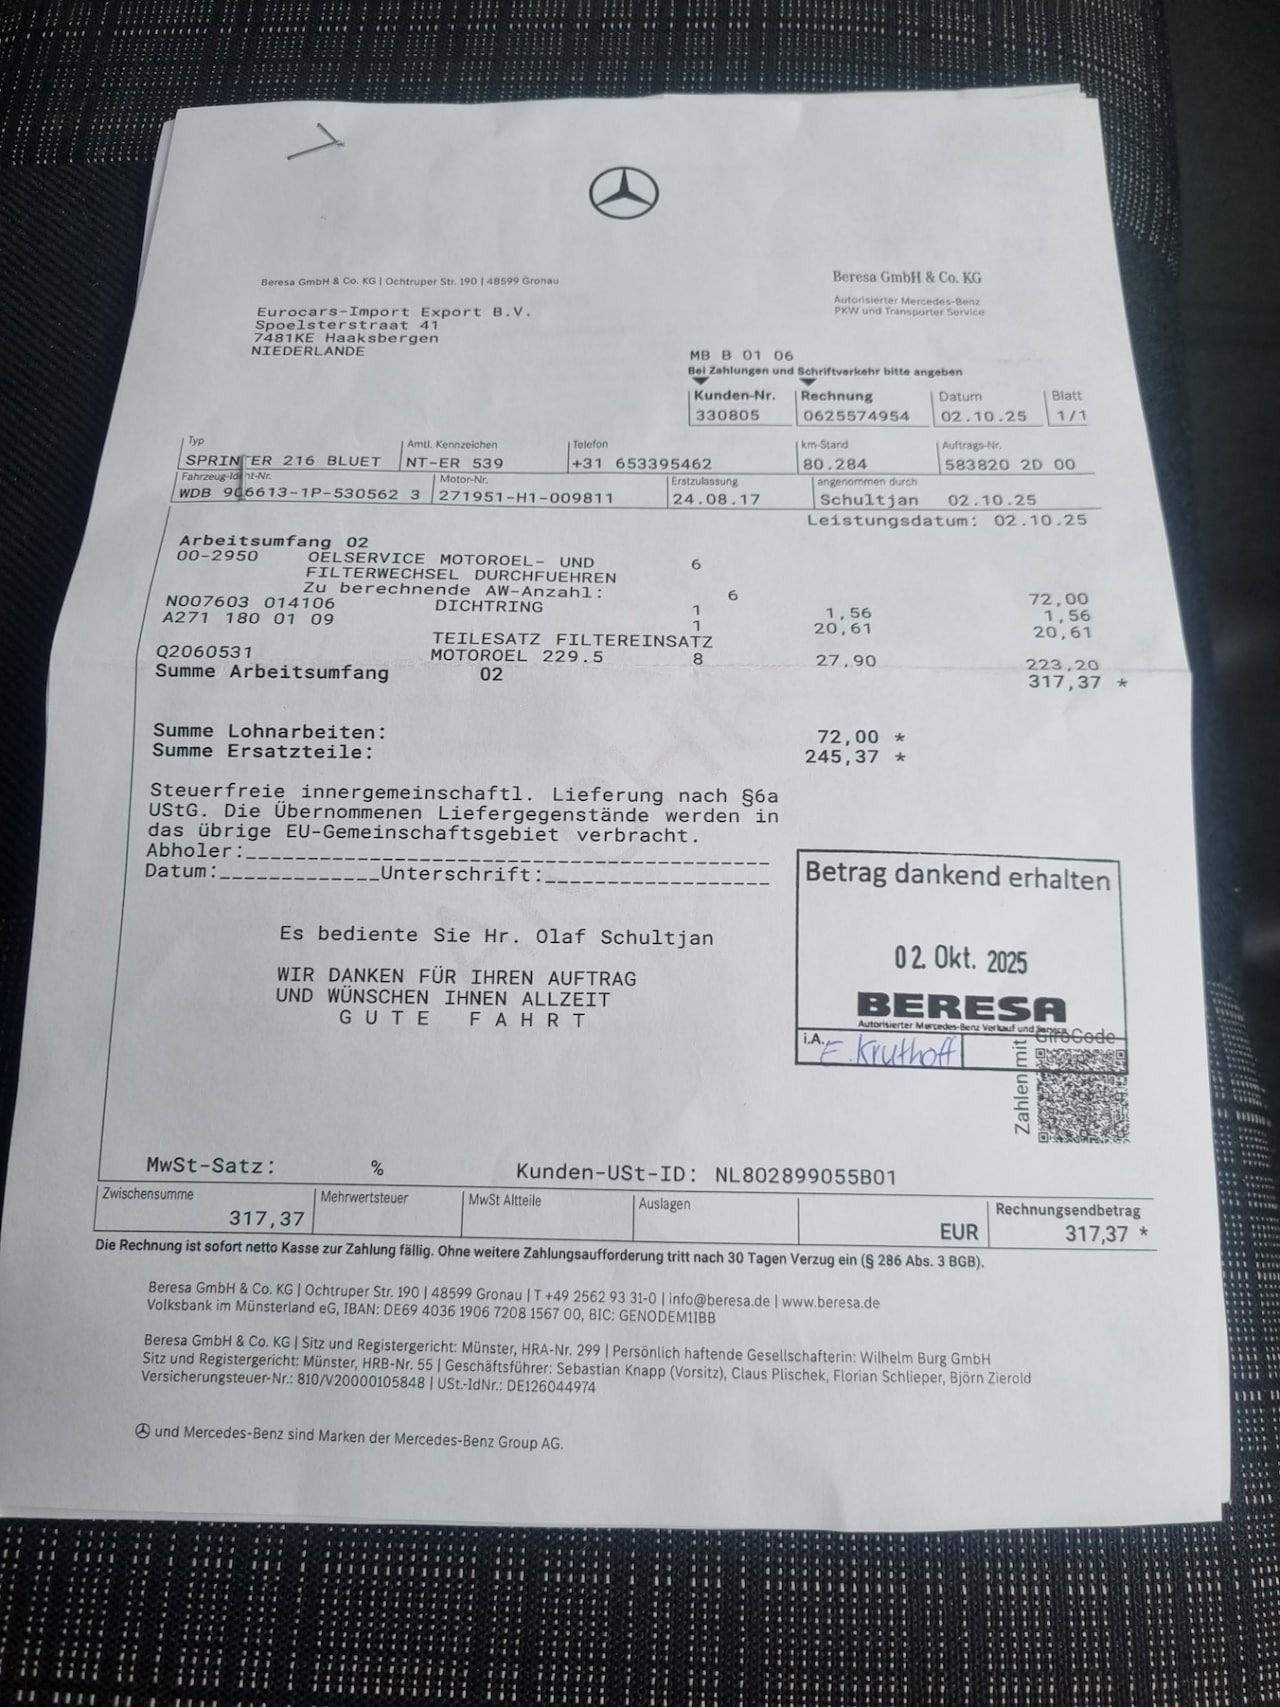 Beresa GmbH & Co. KG | Ochtruper Str. 190 | 48599 Gronau
Beresa GmbH & Co. KG
Autorisierter Mercedes-Benz
PKW und Transporter Service
Eurocars-Import Export B.V.
Spoelsterstraat 41
7481KE Haaksbergen
NIEDERLANDE
MB B 01 06
Bei Zahlungen und Schriftverkehr bitte angeben
Kunden-Nr. Rechnung Datum Blatt
330805 0625574954 02.10.25 1/1
Typ Amtl. Kennzeichen Telefon km-Stand Auftrags-Nr.
SPRINTER 216 BLUET NT-ER 539 +31 653395462 80.284 583820 2D 00
Fahrzeug-Ident-Nr. Motor-Nr. Erstzulassung angenommen durch
WDB 906613-1P-530562 3 271951-H1-009811 24.08.17 Schultjan 02.10.25
Leistungsdatum: 02.10.25
Arbeitsumfang 02
00-2950 OELSERVICE MOTOROEL- UND 6
FILTERWECHSEL DURCHFUEHREN
Zu berechnende AW-Anzahl: 6 72,00
N007603 014106 DICHTRING 1 1,56 1,56
A271 180 01 09 1 20,61 20,61
TEILESATZ FILTEREINSATZ
Q2060531 MOTOROEL 229.5 8 27,90 223,20
Summe Arbeitsumfang 02 317,37 *
Summe Lohnarbeiten: 72,00 *
Summe Ersatzteile: 245,37 *
Steuerfreie innergemeinschaftl. Lieferung nach §6a
UStG. Die Übernommenen Liefergegenstände werden in
das übrige EU-Gemeinschaftsgebiet verbracht.
Abholer:
Datum: Unterschrift:
Betrag dankend erhalten
02. Okt. 2025
BERESA
Autorisierter Mercedes-Benz Verkauf und Service
i.A. E. Kruthoff
GiroCode
Zahlen mit
Es bediente Sie Hr. Olaf Schultjan
WIR DANKEN FÜR IHREN AUFTRAG
UND WÜNSCHEN IHNEN ALLZEIT
G U T E F A H R T
MwSt-Satz: % Kunden-USt-ID: NL802899055B01
Zwischensumme Mehrwertsteuer MwSt Altteile Auslagen Rechnungsendbetrag
317,37 EUR 317,37 *
Die Rechnung ist sofort netto Kasse zur Zahlung fällig. Ohne weitere Zahlungsaufforderung tritt nach 30 Tagen Verzug ein (§ 286 Abs. 3 BGB).
Beresa GmbH & Co. KG | Ochtruper Str. 190 | 48599 Gronau | T +49 2562 93 31-0 | info@beresa.de | www.beresa.de
Volksbank im Münsterland eG, IBAN: DE69 4036 1906 7208 1567 00, BIC: GENODEM1IBB
Beresa GmbH & Co. KG | Sitz und Registergericht: Münster, HRA-Nr. 299 | Persönlich haftende Gesellschafterin: Wilhelm Burg GmbH
Sitz und Registergericht: Münster, HRB-Nr. 55 | Geschäftsführer: Sebastian Knapp (Vorsitz), Claus Plischek, Florian Schlieper, Björn Zierold
Versicherungsteuer-Nr.: 810/V20000105848 | USt.-IdNr.: DE126044974
und Mercedes-Benz sind Marken der Mercedes-Benz Group AG.